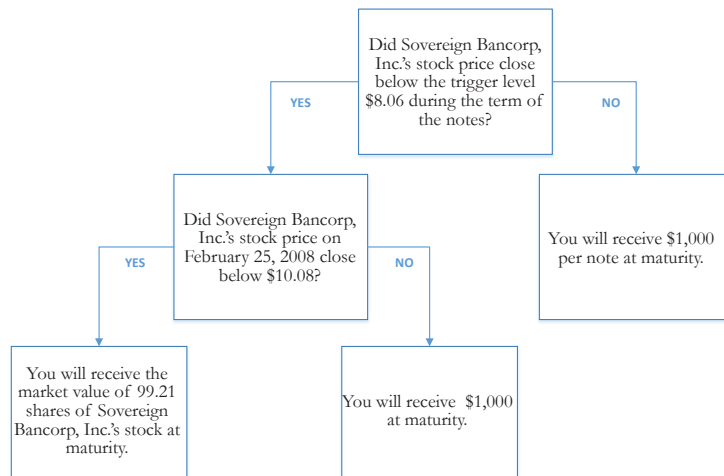 Did Sovereign Bancorp,
Inc.'s stock price close
below the trigger level
$8.06 during the term of
the notes?
YES
NO
Did Sovereign Bancorp,
Inc.'s stock price on
February 25, 2008 close
below $10.08?
You will receive $1,000
per note at maturity.
YES
NO
You will receive the
market value of 99.21
shares of Sovereign
Bancorp, Inc.'s stock at
maturity.
You will receive $1,000
at maturity.